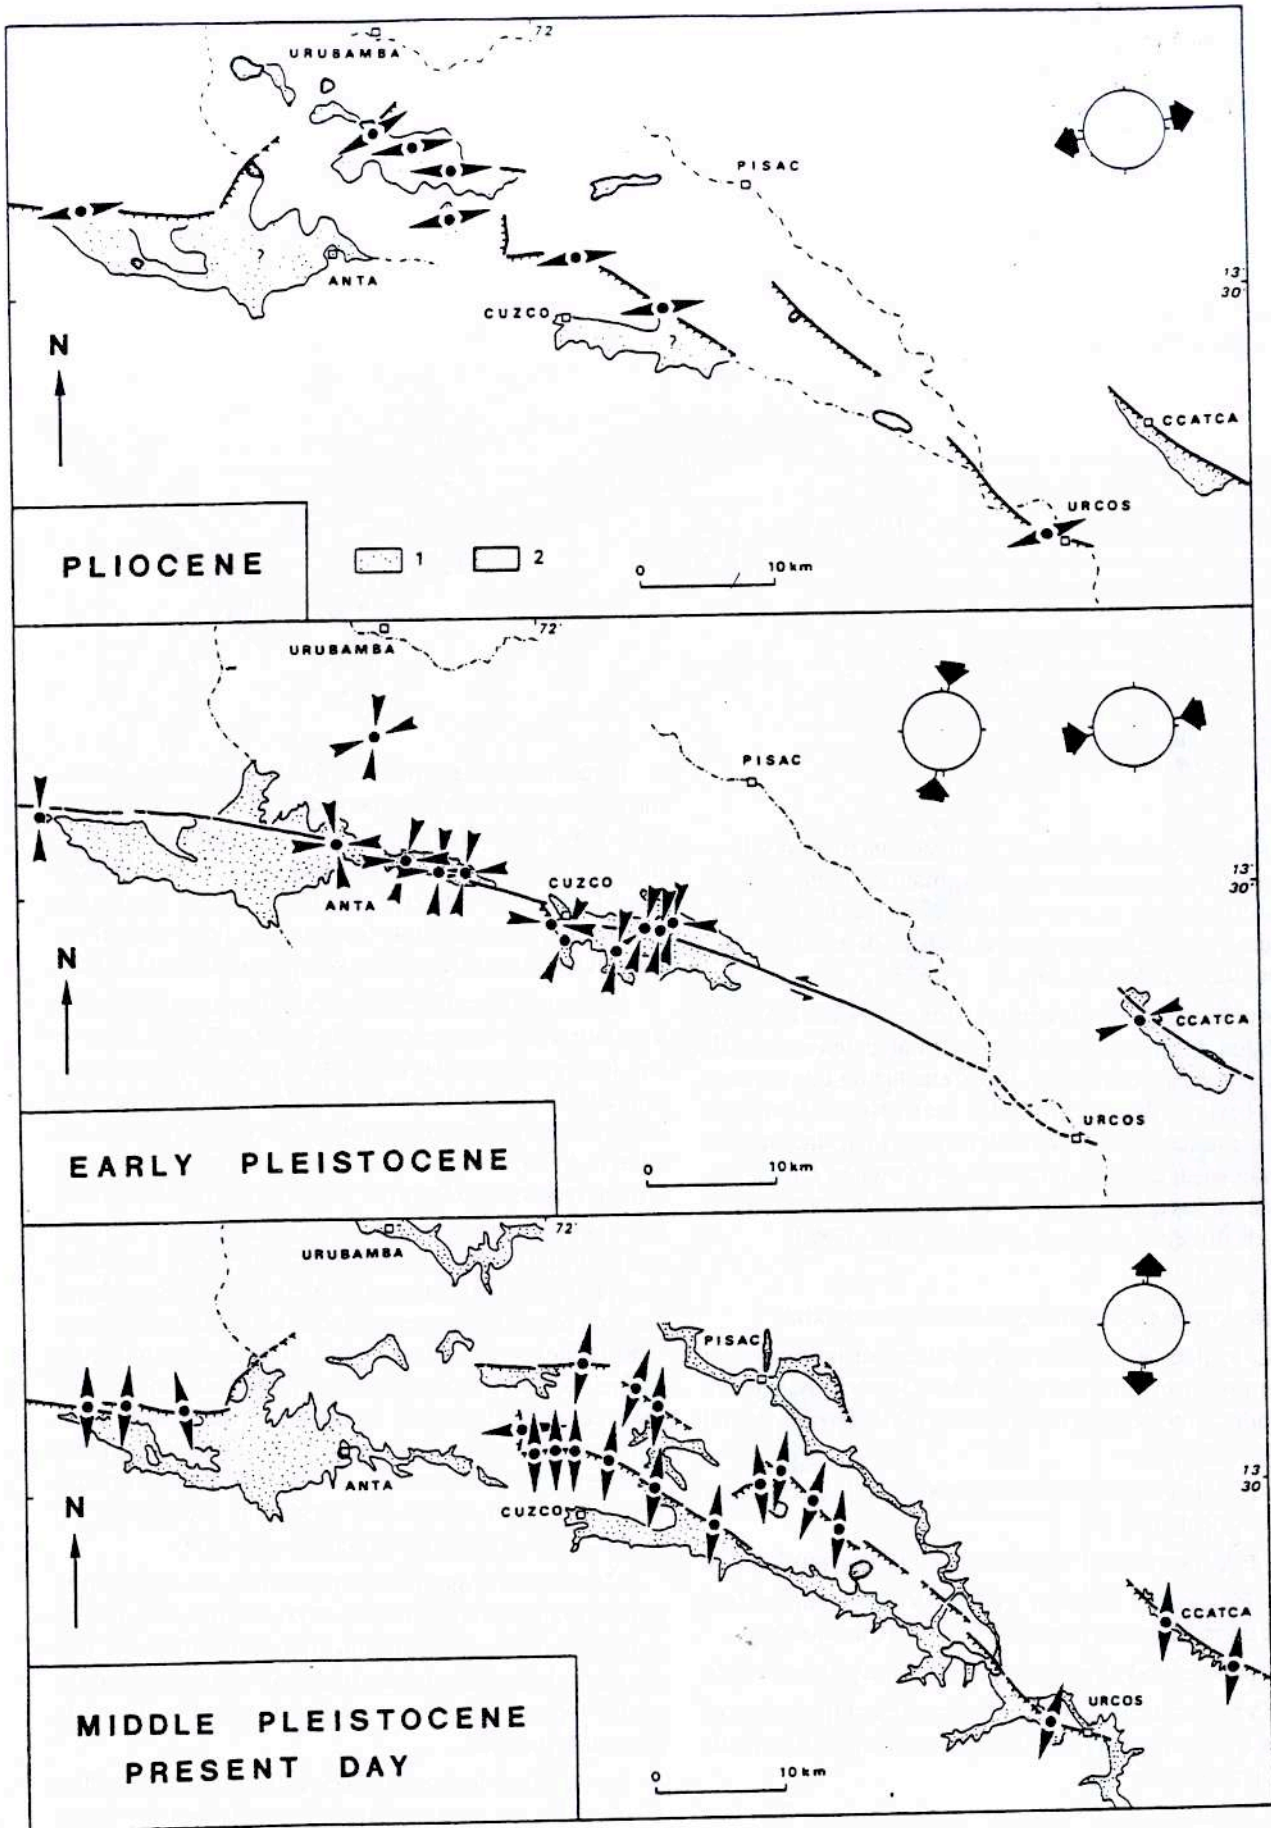 72'
URUBAMBA
PISAC
?
ANTA
13°
30'
CUZCO
?
N
CCATCA
URCOS
PLIOCENE
1
2
0 10 km
72'
URUBAMBA
PISAC
13°
30'
CUZCO
ANTA
N
CCATCA
URCOS
EARLY PLEISTOCENE
0 10 km
72'
URUBAMBA
PISAC
13°
30
ANTA
CUZCO
N
CCATCA
URCOS
MIDDLE PLEISTOCENE
PRESENT DAY
0 10 km